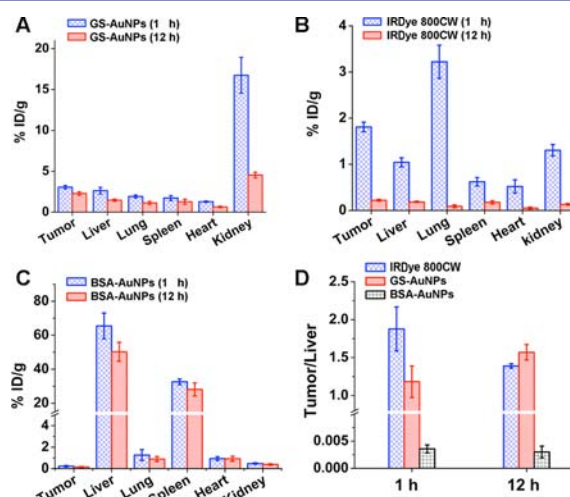 A
GS-AuNPs (1 h)
GS-AuNPs (12 h)
% ID/g
20
15
10
5
0
Tumor Liver Lung Spleen Heart Kidney
B
IRDye 800CW (1 h)
IRDye 800CW (12 h)
% ID/g
4
3
2
1
0
Tumor Liver Lung Spleen Heart kidney
C
BSA-AuNPs (1 h)
BSA-AuNPs (12 h)
% ID/g
80
60
40
20
4
2
0
Tumor Liver Lung Spleen Heart Kidney
D
IRDye 800CW
GS-AuNPs
BSA-AuNPs
Tumor/Liver
2.5
2.0
1.5
1.0
0.005
0.000
1 h 12 h